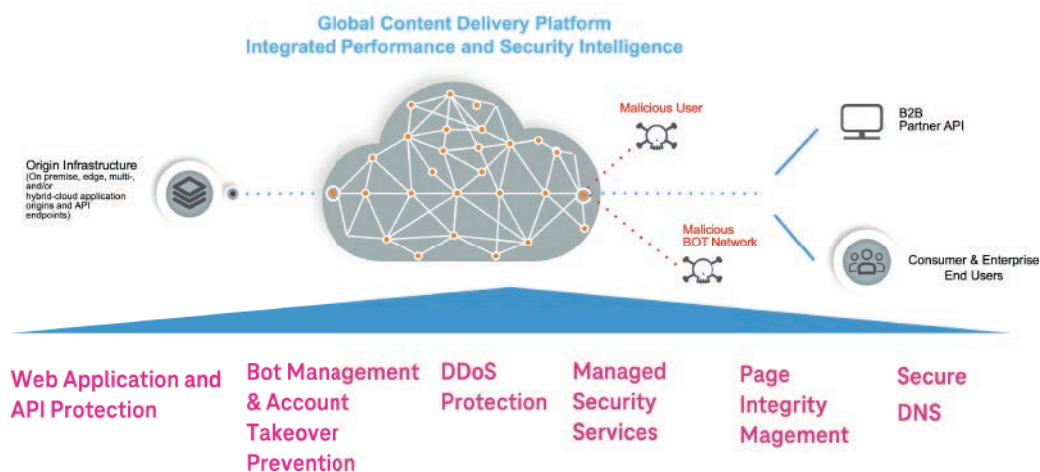 Global Content Delivery Platform
Integrated Performance and Security Intelligence
Malicious User
B2B
Partner API
Origin Infrastructure
(On premise, edge, multi-,
and/or
hybrid-cloud application
origins and API
endpoints)
Malicious
BOT Network
Consumer & Enterprise
End Users
Web Application and
API Protection
Bot Management
& Account
Takeover
Prevention
DDoS
Protection
Managed
Security
Services
Page
Integrity
Magement
Secure
DNS